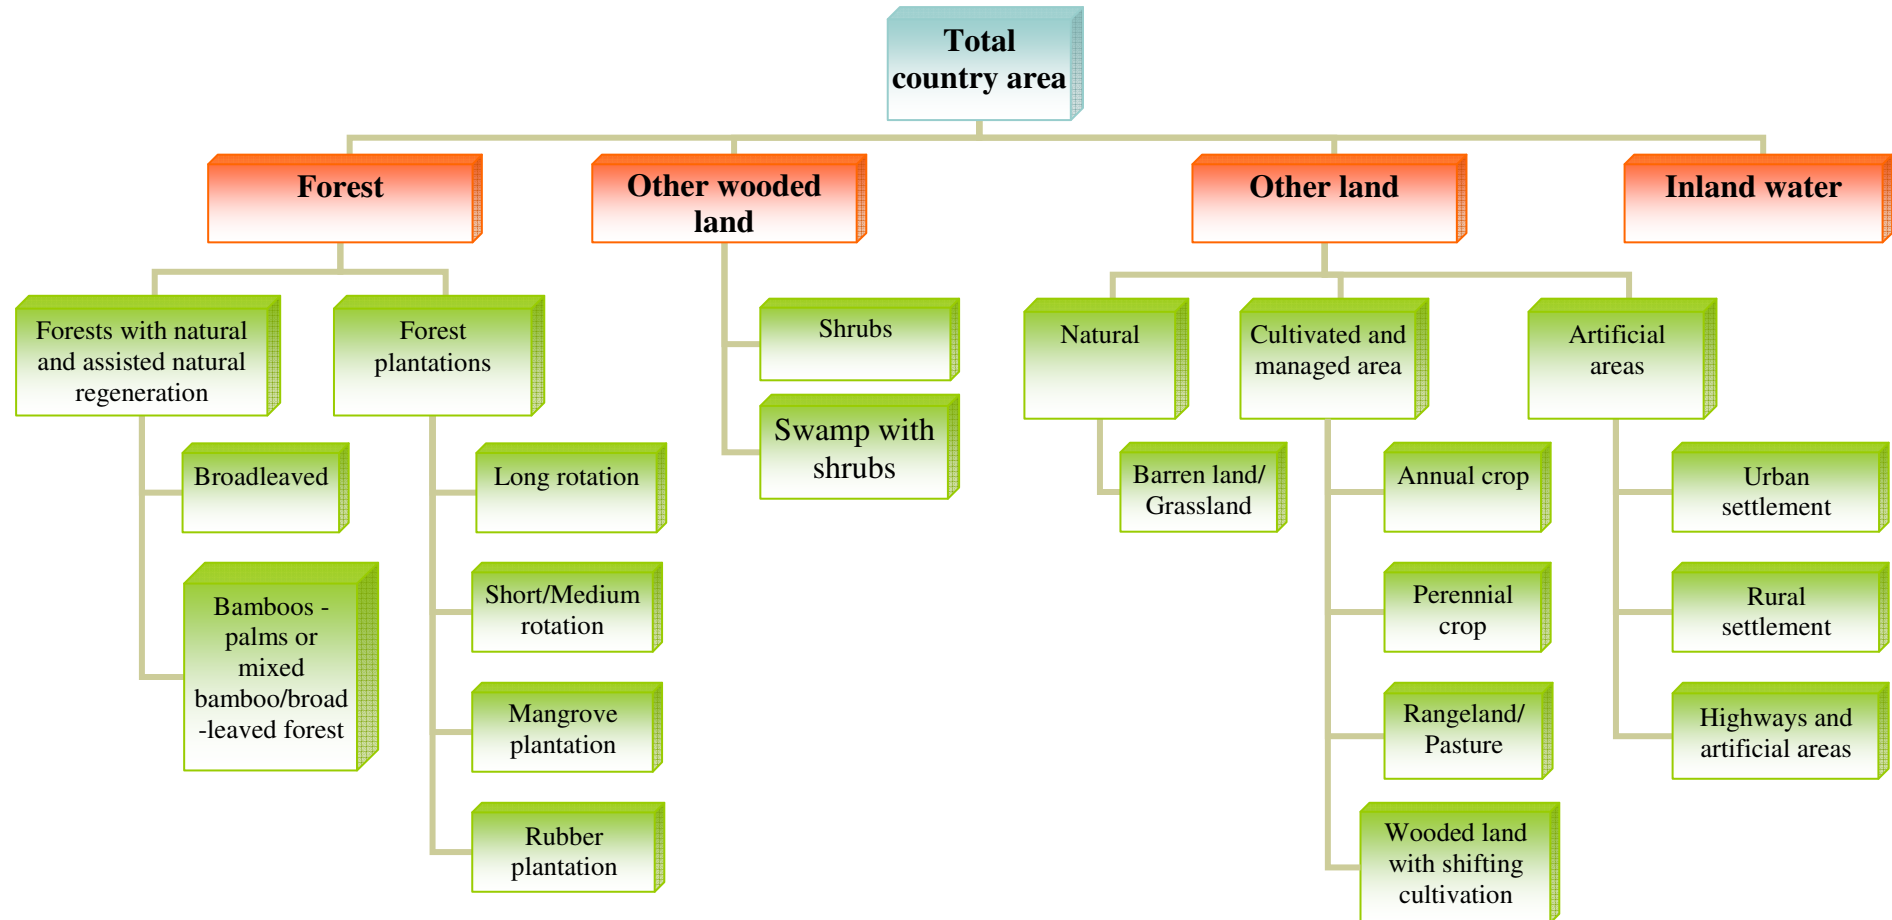 Total
country area
Forest
Other wooded
land
Other land
Inland water
Forests with natural
and assisted natural
regeneration
Forest
plantations
Shrubs
Swamp with
shrubs
Natural
Cultivated and
managed area
Artificial
areas
Broadleaved
Bamboos -
palms or
mixed
bamboo/broad
-leaved forest
Long rotation
Short/Medium
rotation
Mangrove
plantation
Rubber
plantation
Barren land/
Grassland
Annual crop
Perennial
crop
Rangeland/
Pasture
Wooded land
with shifting
cultivation
Urban
settlement
Rural
settlement
Highways and
artificial areas